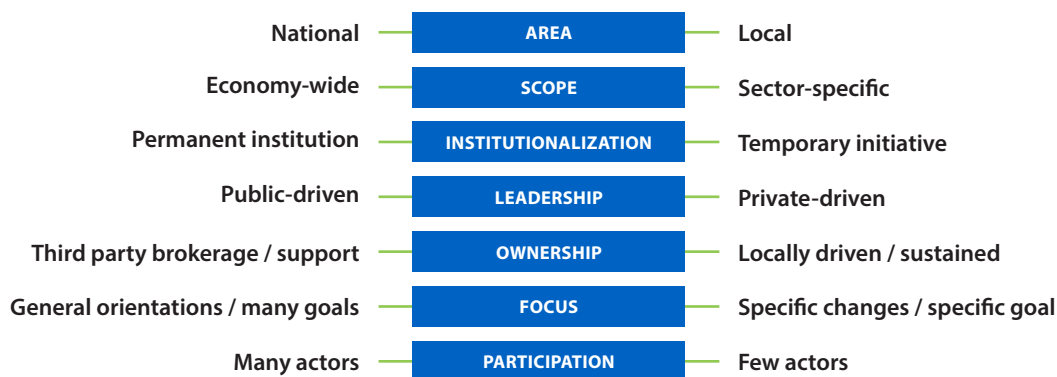 National AREA Local
Economy-wide SCOPE Sector-specific
Permanent institution INSTITUTIONALIZATION Temporary initiative
Public-driven LEADERSHIP Private-driven
Third party brokerage / support OWNERSHIP Locally driven / sustained
General orientations / many goals FOCUS Specific changes / specific goal
Many actors PARTICIPATION Few actors